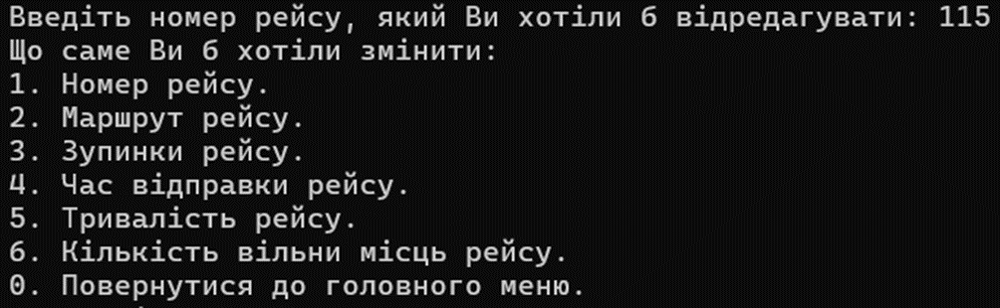 Введіть номер рейсу, який Ви хотіли б відредагувати: 115
Що саме Ви б хотіли змінити:
1. Номер рейсу.
2. Маршрут рейсу.
3. Зупинки рейсу.
4. Час відправки рейсу.
5. Тривалість рейсу.
6. Кількість вільни місць рейсу.
0. Повернутися до головного меню.